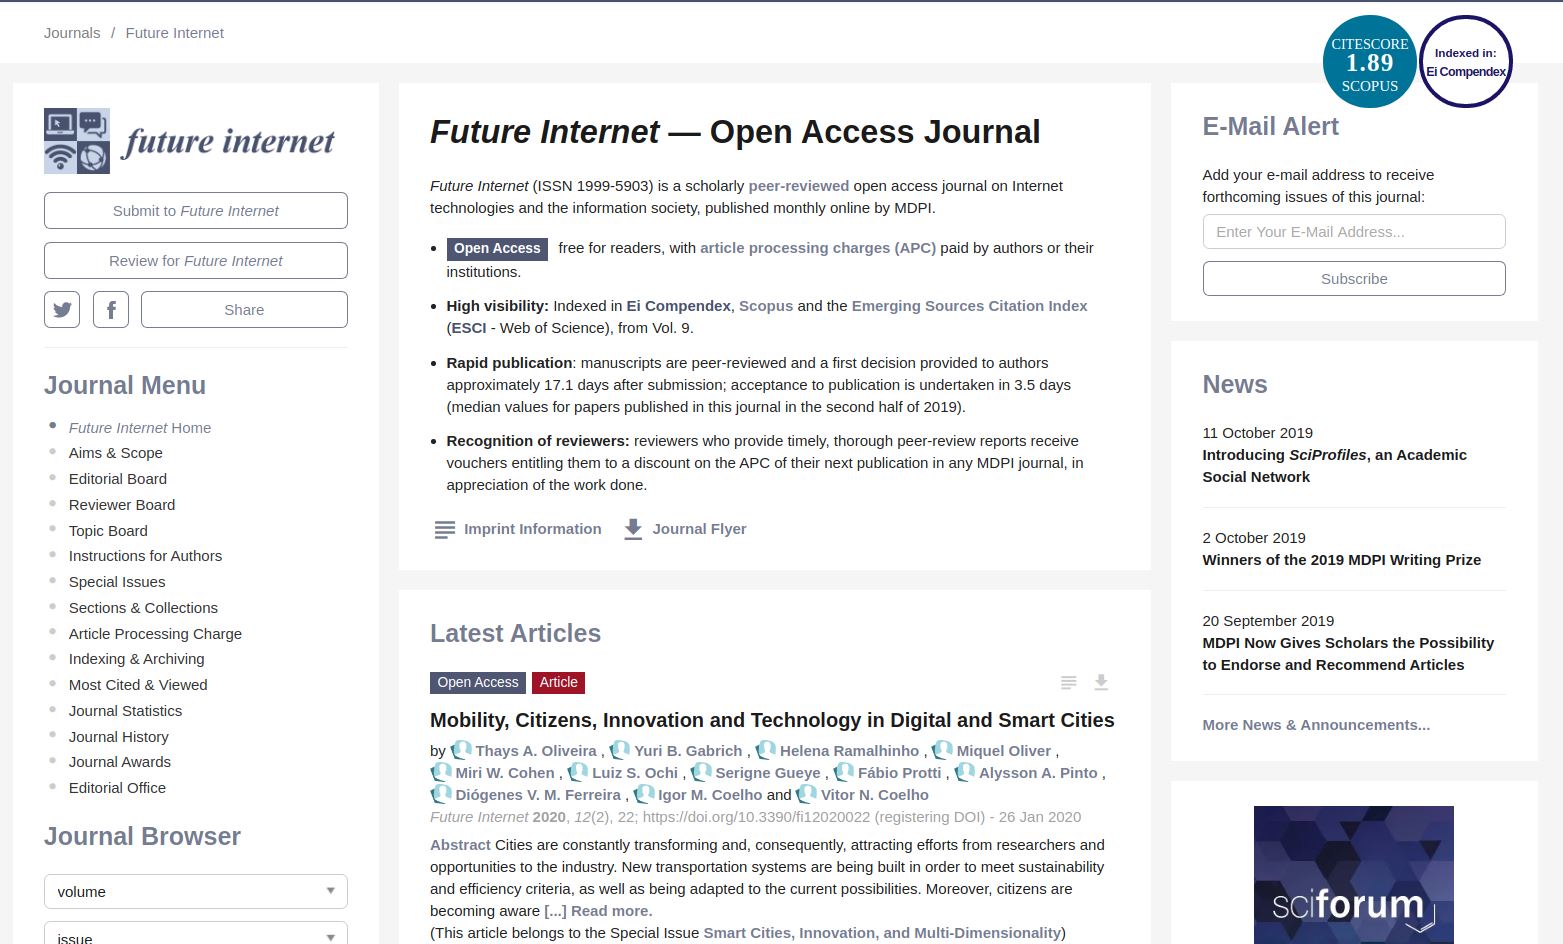 Journals / Future Internet
CITESCORE
1.89
SCOPUS
Indexed in:
Ei Compendex
future internet
Submit to Future Internet
Review for Future Internet
Share
Journal Menu
Future Internet Home
Aims & Scope
Editorial Board
Reviewer Board
Topic Board
Instructions for Authors
Special Issues
Sections & Collections
Article Processing Charge
Indexing & Archiving
Most Cited & Viewed
Journal Statistics
Journal History
Journal Awards
Editorial Office
Journal Browser
volume
issue
Future Internet — Open Access Journal
Future Internet (ISSN 1999-5903) is a scholarly peer-reviewed open access journal on Internet
technologies and the information society, published monthly online by MDPI.
Open Access free for readers, with article processing charges (APC) paid by authors or their
institutions.
High visibility: Indexed in Ei Compendex, Scopus and the Emerging Sources Citation Index
(ESCI - Web of Science), from Vol. 9.
Rapid publication: manuscripts are peer-reviewed and a first decision provided to authors
approximately 17.1 days after submission; acceptance to publication is undertaken in 3.5 days
(median values for papers published in this journal in the second half of 2019).
Recognition of reviewers: reviewers who provide timely, thorough peer-review reports receive
vouchers entitling them to a discount on the APC of their next publication in any MDPI journal, in
appreciation of the work done.
Imprint Information Journal Flyer
Latest Articles
Open Access Article
Mobility, Citizens, Innovation and Technology in Digital and Smart Cities
by Thays A. Oliveira , Yuri B. Gabrich , Helena Ramalhinho , Miquel Oliver ,
Miri W. Cohen , Luiz S. Ochi , Serigne Gueye , Fábio Protti , Alysson A. Pinto ,
Diógenes V. M. Ferreira , Igor M. Coelho and Vitor N. Coelho
Future Internet 2020, 12(2), 22; https://doi.org/10.3390/fi12020022 (registering DOI) - 26 Jan 2020
Abstract Cities are constantly transforming and, consequently, attracting efforts from researchers and
opportunities to the industry. New transportation systems are being built in order to meet sustainability
and efficiency criteria, as well as being adapted to the current possibilities. Moreover, citizens are
becoming aware [...] Read more.
(This article belongs to the Special Issue Smart Cities, Innovation, and Multi-Dimensionality)
E-Mail Alert
Add your e-mail address to receive
forthcoming issues of this journal:
Enter Your E-Mail Address...
Subscribe
News
11 October 2019
Introducing SciProfiles, an Academic
Social Network
2 October 2019
Winners of the 2019 MDPI Writing Prize
20 September 2019
MDPI Now Gives Scholars the Possibility
to Endorse and Recommend Articles
More News & Announcements...
sciforum